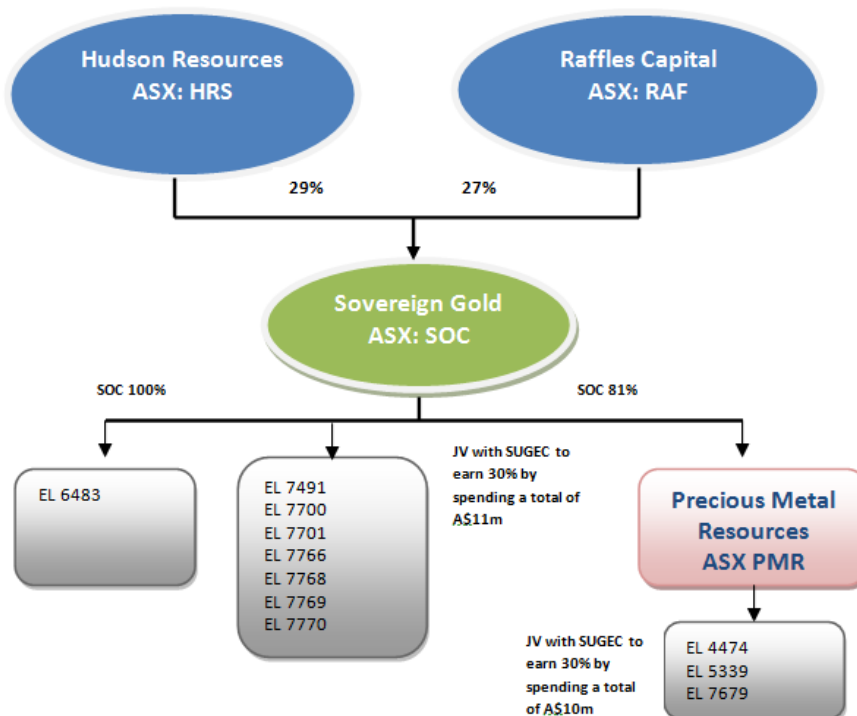 Hudson Resources
ASX: HRS
Raffles Capital
ASX: RAF
29%
27%
Sovereign Gold
ASX: SOC
SOC 100%
SOC 81%
EL 6483
EL 7491
EL 7700
EL 7701
EL 7766
EL 7768
EL 7769
EL 7770
JV with SUGEC to
earn 30% by
spending a total of
A$11m
Precious Metal
Resources
ASX PMR
JV with SUGEC to
earn 30% by
spending a total
of A$10m
EL 4474
EL 5339
EL 7679